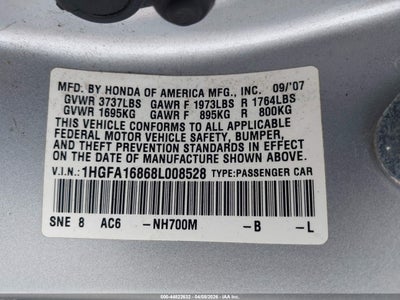 MFD. BY HONDA OF AMERICA MFG., INC. 09/'07
GVWR 3737LBS GAWR F 1973LBS R 1764LBS
GVWR 1695KG GAWR F 895KG R 800KG
THIS VEHICLE CONFORMS TO ALL APPLICABLE
FEDERAL MOTOR VEHICLE SAFETY, BUMPER,
AND THEFT PREVENTION STANDARDS IN
EFFECT ON THE DATE OF MANUFACTURE
SHOWN ABOVE.
V.I.N.: 1HGFA16868L008528 TYPE: PASSENGER CAR
SNE 8 AC6 -NH700M -B -L